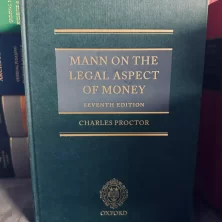 MANN ON THE
LEGAL ASPECT
OF MONEY
SEVENTH EDITION
CHARLES PROCTOR
OXFORD